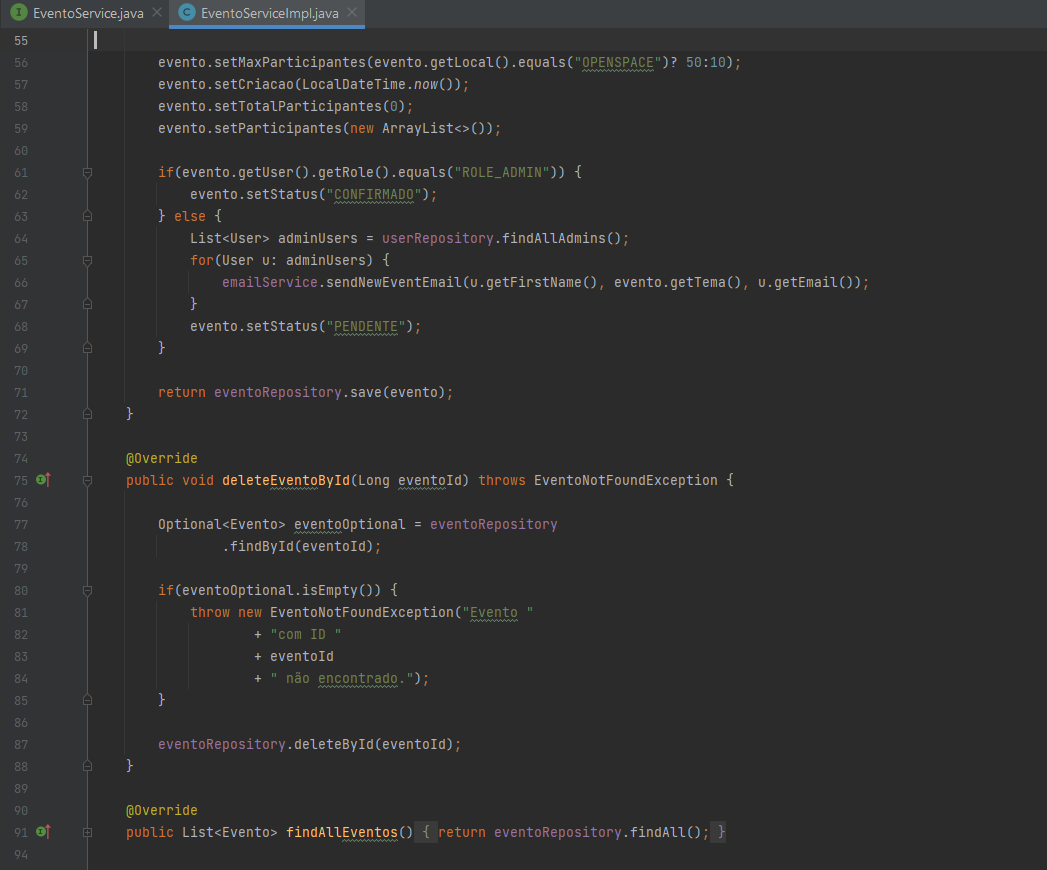 EventoService.java EventoServiceImpl.java
55
56 evento.setMaxParticipantes(evento.getLocal().equals("OPENSPACE")? 50:10);
57 evento.setCriacao(LocalDateTime.now());
58 evento.setTotalParticipantes(0);
59 evento.setParticipantes(new ArrayList<>());
60
61 if(evento.getUser().getRole().equals("ROLE_ADMIN")) {
62 evento.setStatus("CONFIRMADO");
63 } else {
64 List<User> adminUsers = userRepository.findAllAdmins();
65 for(User u: adminUsers) {
66 emailService.sendNewEventEmail(u.getFirstName(), evento.getTema(), u.getEmail());
67 }
68 evento.setStatus("PENDENTE");
69 }
70
71 return eventoRepository.save(evento);
72 }
73
74 @Override
75 public void deleteEventoById(Long eventoId) throws EventoNotFoundException {
76
77 Optional<Evento> eventoOptional = eventoRepository
78 .findById(eventoId);
79
80 if(eventoOptional.isEmpty()) {
81 throw new EventoNotFoundException("Evento "
82 + "com ID "
83 + eventoId
84 + " não encontrado.");
85 }
86
87 eventoRepository.deleteById(eventoId);
88 }
89
90 @Override
91 public List<Evento> findAllEventos() { return eventoRepository.findAll(); }
94